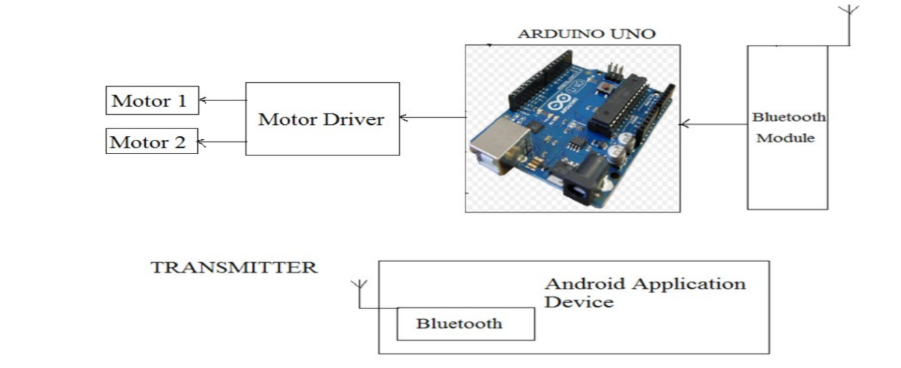 ARDUINO UNO
Motor 1
Motor 2
Motor Driver
Bluetooth
Module
TRANSMITTER
Android Application
Device
Bluetooth